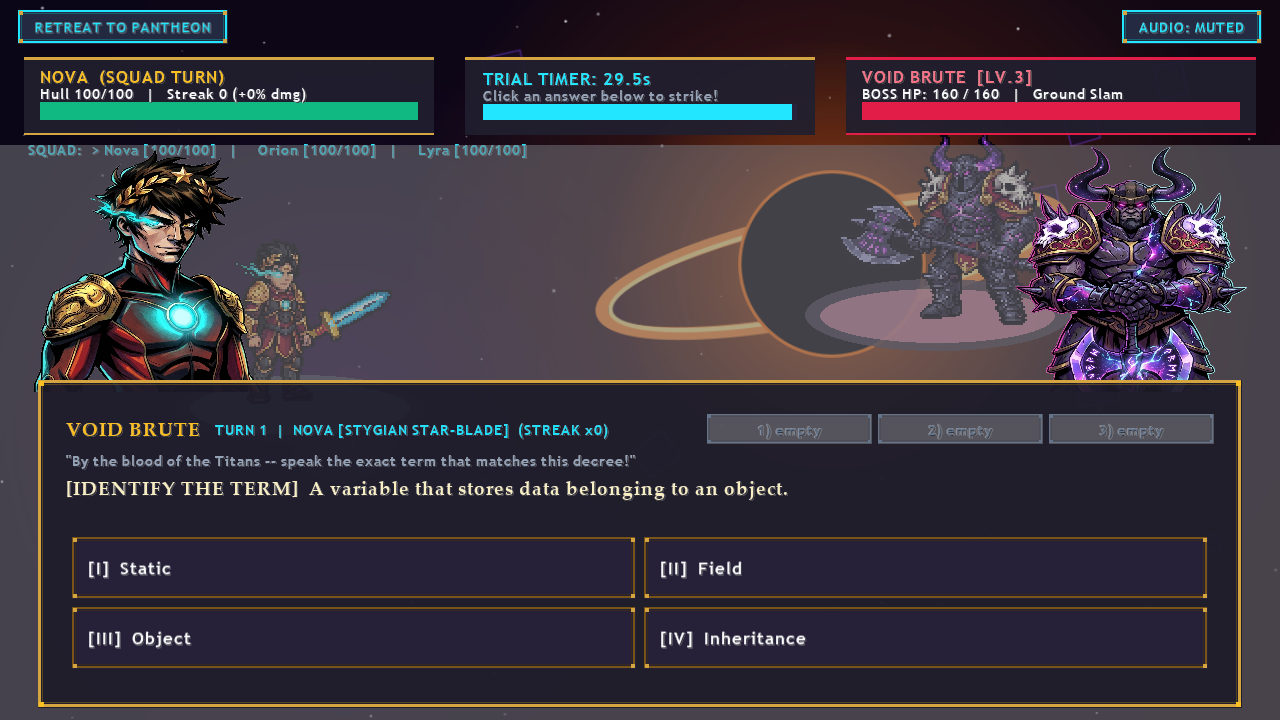 RETREAT TO PANTHEON
AUDIO: MUTED
NOVA (SQUAD TURN)
Hull 100/100 | Streak 0 (+0% dmg)
TRIAL TIMER: 29.5s
Click an answer below to strike!
VOID BRUTE [LV.3]
BOSS HP: 160 / 160 | Ground Slam
SQUAD: > Nova [100/100] | Orion [100/100] | Lyra [100/100]
VOID BRUTE TURN 1 | NOVA [STYGIAN STAR-BLADE] (STREAK x0)
1) empty
2) empty
3) empty
"By the blood of the Titans -- speak the exact term that matches this decree!"
[IDENTIFY THE TERM] A variable that stores data belonging to an object.
[I] Static
[II] Field
[III] Object
[IV] Inheritance